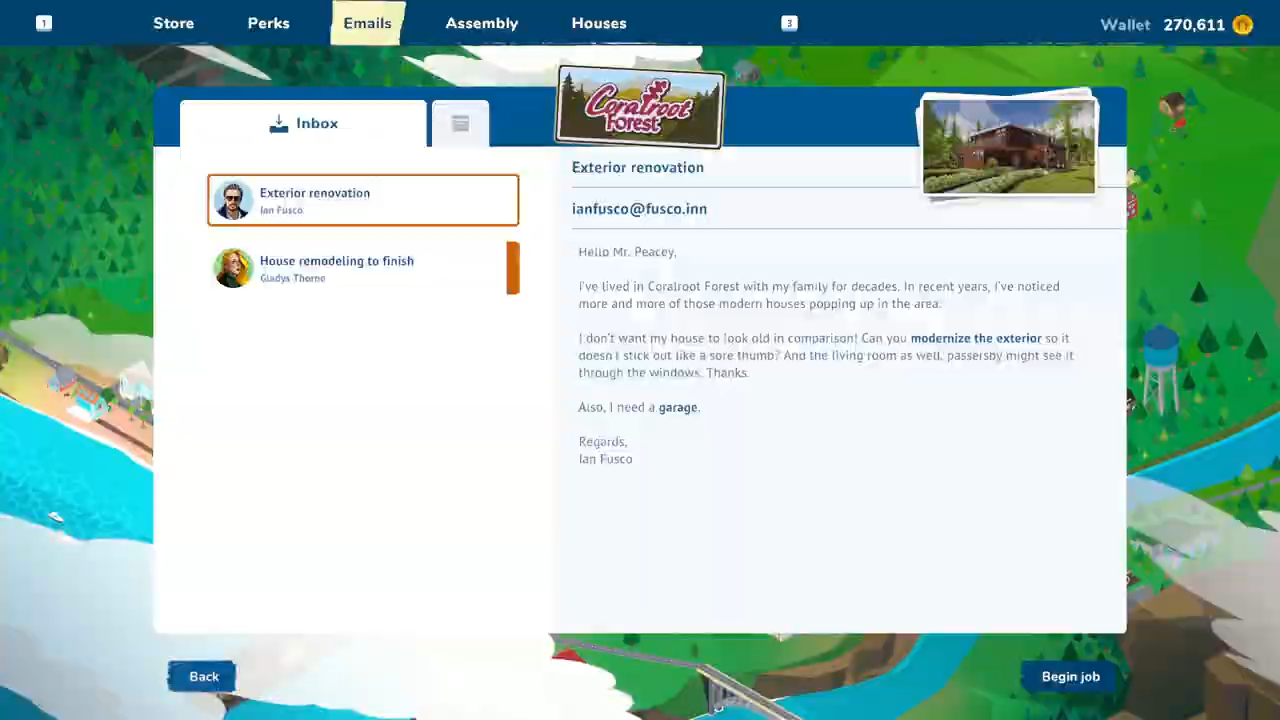 1
Store
Perks
Emails
Assembly
Houses
3
Wallet 270,611
Inbox
Coralroot
Forest
Exterior renovation
Ian Fusco
House remodeling to finish
Gladys Thorne
Exterior renovation
ianfusco@fusco.inn
Hello Mr. Peacey,
I've lived in Coralroot Forest with my family for decades. In recent years, I've noticed
more and more of those modern houses popping up in the area.
I don't want my house to look old in comparison! Can you modernize the exterior so it
doesn't stick out like a sore thumb? And the living room as well, passersby might see it
through the windows. Thanks.
Also, I need a garage.
Regards,
Ian Fusco
Back
Begin job